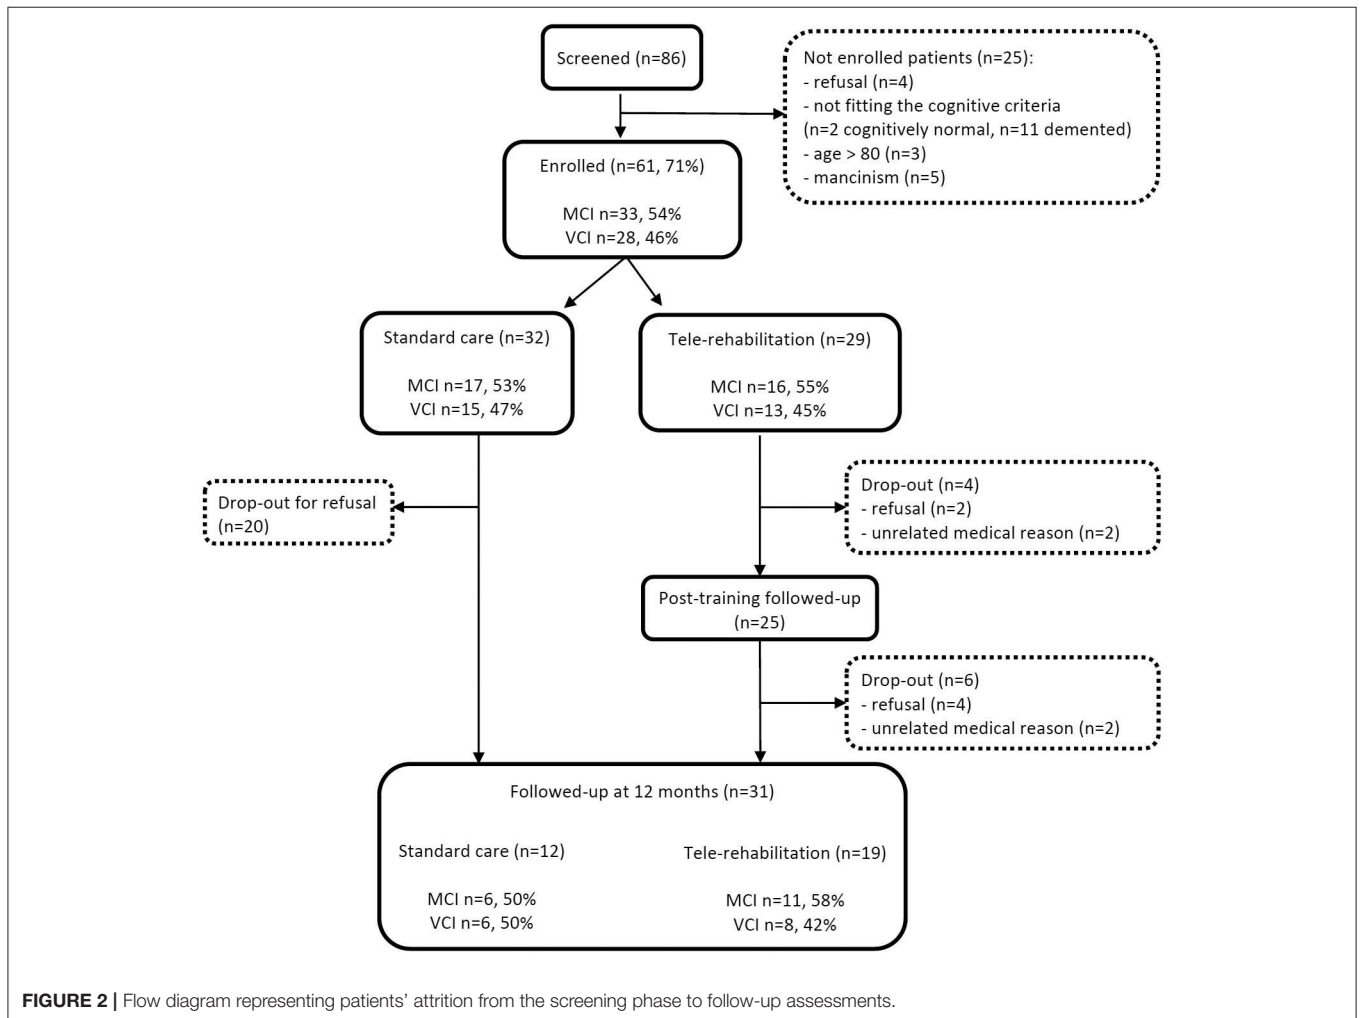 Screened (n=86)
Not enrolled patients (n=25):
- refusal (n=4)
- not fitting the cognitive criteria
(n=2 cognitively normal, n=11 demented)
- age > 80 (n=3)
- mancinism (n=5)
Enrolled (n=61, 71%)
MCI n=33, 54%
VCI n=28, 46%
Standard care (n=32)
MCI n=17, 53%
VCI n=15, 47%
Tele-rehabilitation (n=29)
MCI n=16, 55%
VCI n=13, 45%
Drop-out for refusal
(n=20)
Drop-out (n=4)
- refusal (n=2)
- unrelated medical reason (n=2)
Post-training followed-up
(n=25)
Drop-out (n=6)
- refusal (n=4)
- unrelated medical reason (n=2)
Followed-up at 12 months (n=31)
Standard care (n=12)
MCI n=6, 50%
VCI n=6, 50%
Tele-rehabilitation (n=19)
MCI n=11, 58%
VCI n=8, 42%
FIGURE 2 | Flow diagram representing patients' attrition from the screening phase to follow-up assessments.